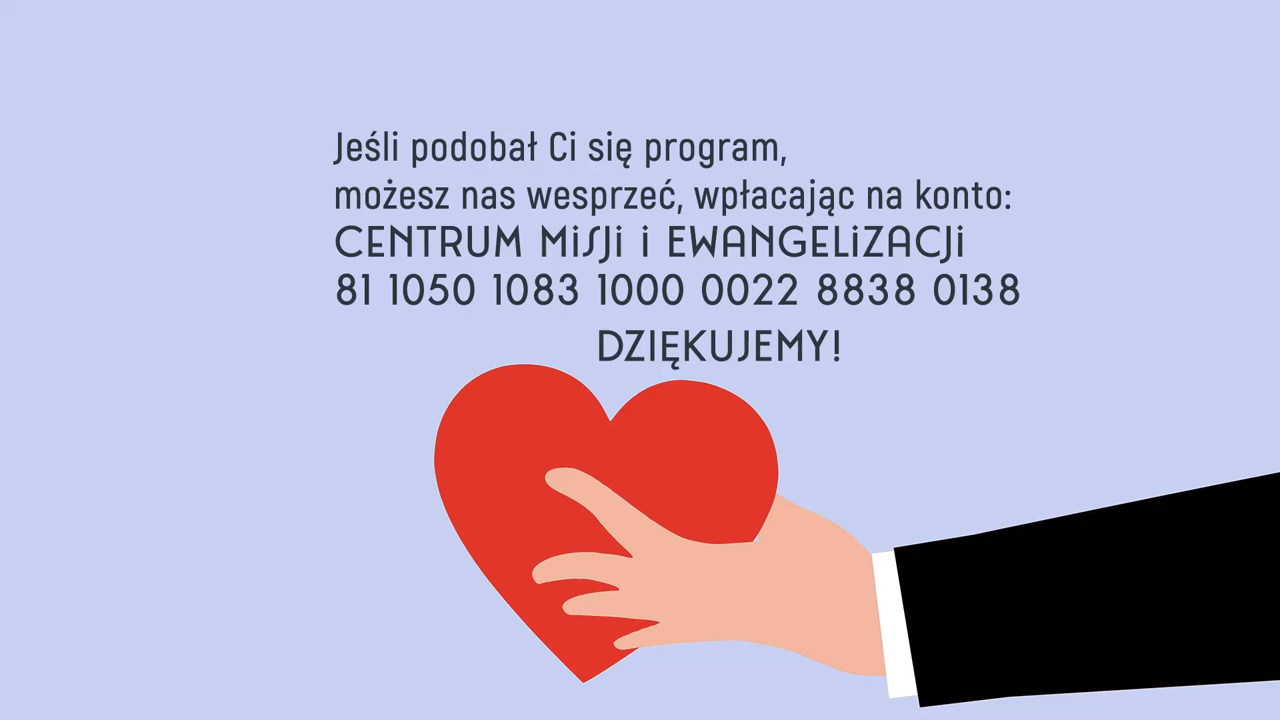 Jeśli podobał Ci się program,
możesz nas wesprzeć, wpłacając na konto:
CENTRUM MiSJi i EWANGELiZACJi
81 1050 1083 1000 0022 8838 0138
DZIĘKUJEMY!